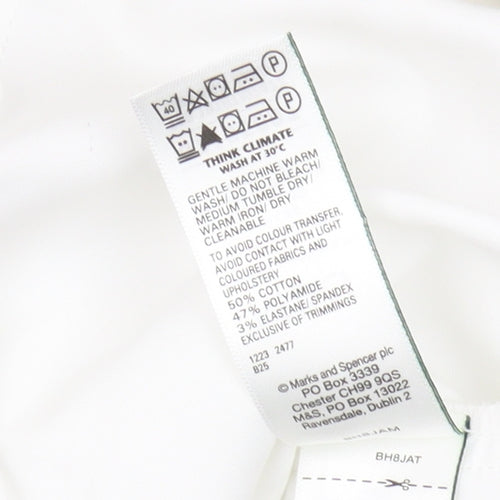 40 P
P
THINK CLIMATE
WASH AT 30°C
GENTLE MACHINE WARM
WASH/ DO NOT BLEACH/
MEDIUM TUMBLE DRY/
WARM IRON/ DRY
CLEANABLE
TO AVOID COLOUR TRANSFER,
AVOID CONTACT WITH LIGHT
COLOURED FABRICS AND
UPHOLSTERY
50% COTTON
47% POLYAMIDE
3% ELASTANE/SPANDEX
EXCLUSIVE OF TRIMMINGS
1223 2477
B25
© Marks and Spencer plc
PO Box 3339
Chester CH99 9QS
M&S, PO Box 13022
Ravensdale, Dublin 2
BH8JAM
BH8JAT